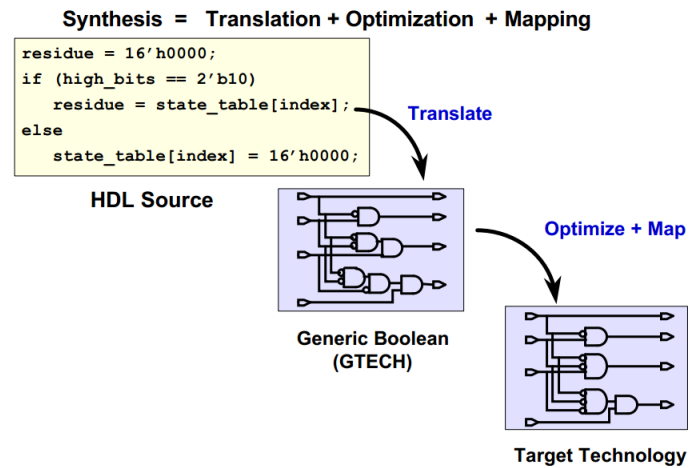 Synthesis = Translation + Optimization + Mapping
residue = 16’h0000;
if (high_bits == 2’b10)
residue = state_table[index];
else
state_table[index] = 16’h0000;
Translate
HDL Source
Optimize + Map
Generic Boolean
(GTECH)
Target Technology